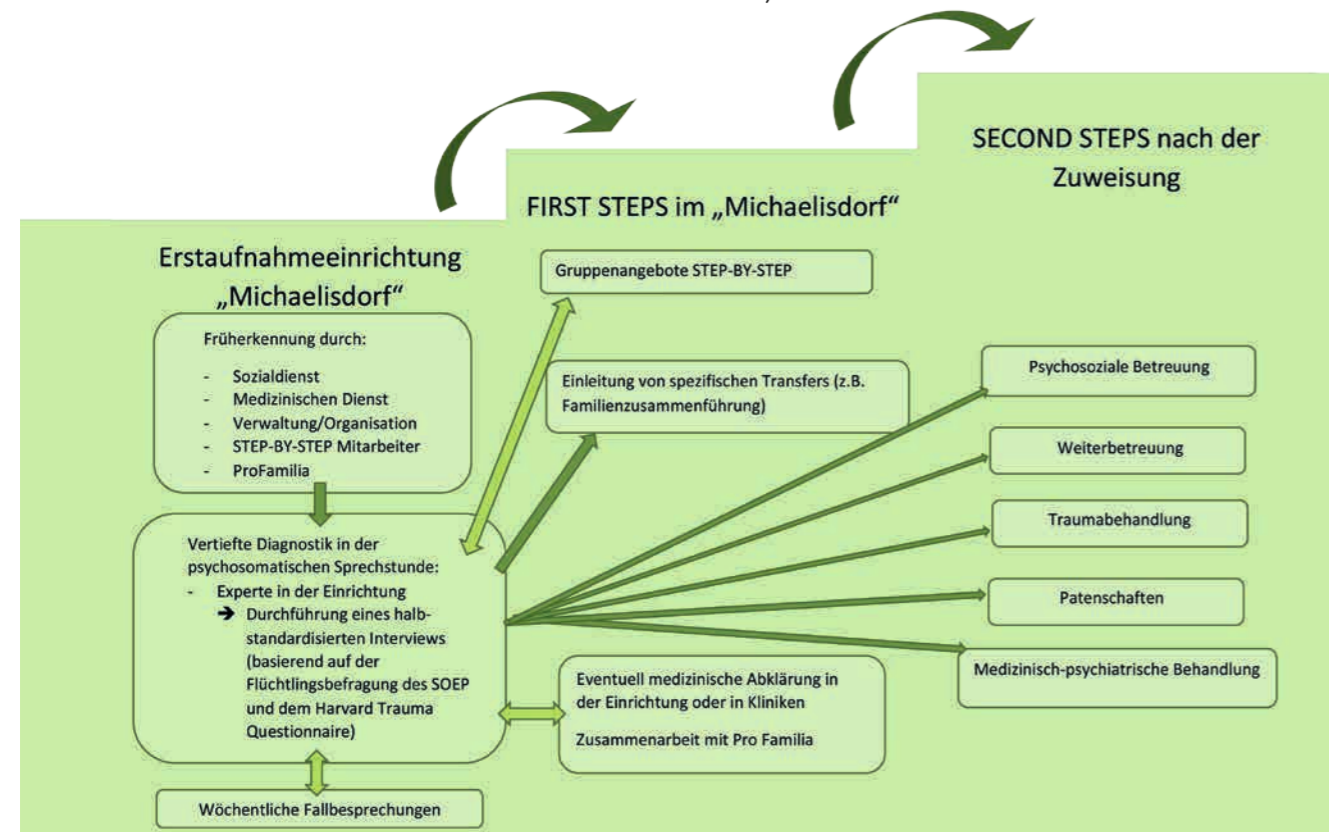 Erstaufnahmeeinrichtung
„Michaelisdorf“
Früherkennung durch:
- Sozialdienst
- Medizinischen Dienst
- Verwaltung/Organisation
- STEP-BY-STEP Mitarbeiter
- ProFamilia
Vertiefte Diagnostik in der
psychosomatischen Sprechstunde:
- Experte in der Einrichtung
➔ Durchführung eines halb-
standardisierten Interviews
(basierend auf der
Flüchtlingsbefragung des SOEP
und dem Harvard Trauma
Questionnaire)
Wöchentliche Fallbesprechungen
FIRST STEPS im „Michaelisdorf“
Gruppenangebote STEP-BY-STEP
Einleitung von spezifischen Transfers (z.B.
Familienzusammenführung)
Eventuell medizinische Abklärung in
der Einrichtung oder in Kliniken
Zusammenarbeit mit Pro Familia
SECOND STEPS nach der
Zuweisung
Psychosoziale Betreuung
Weiterbetreuung
Traumabehandlung
Patenschaften
Medizinisch-psychiatrische Behandlung